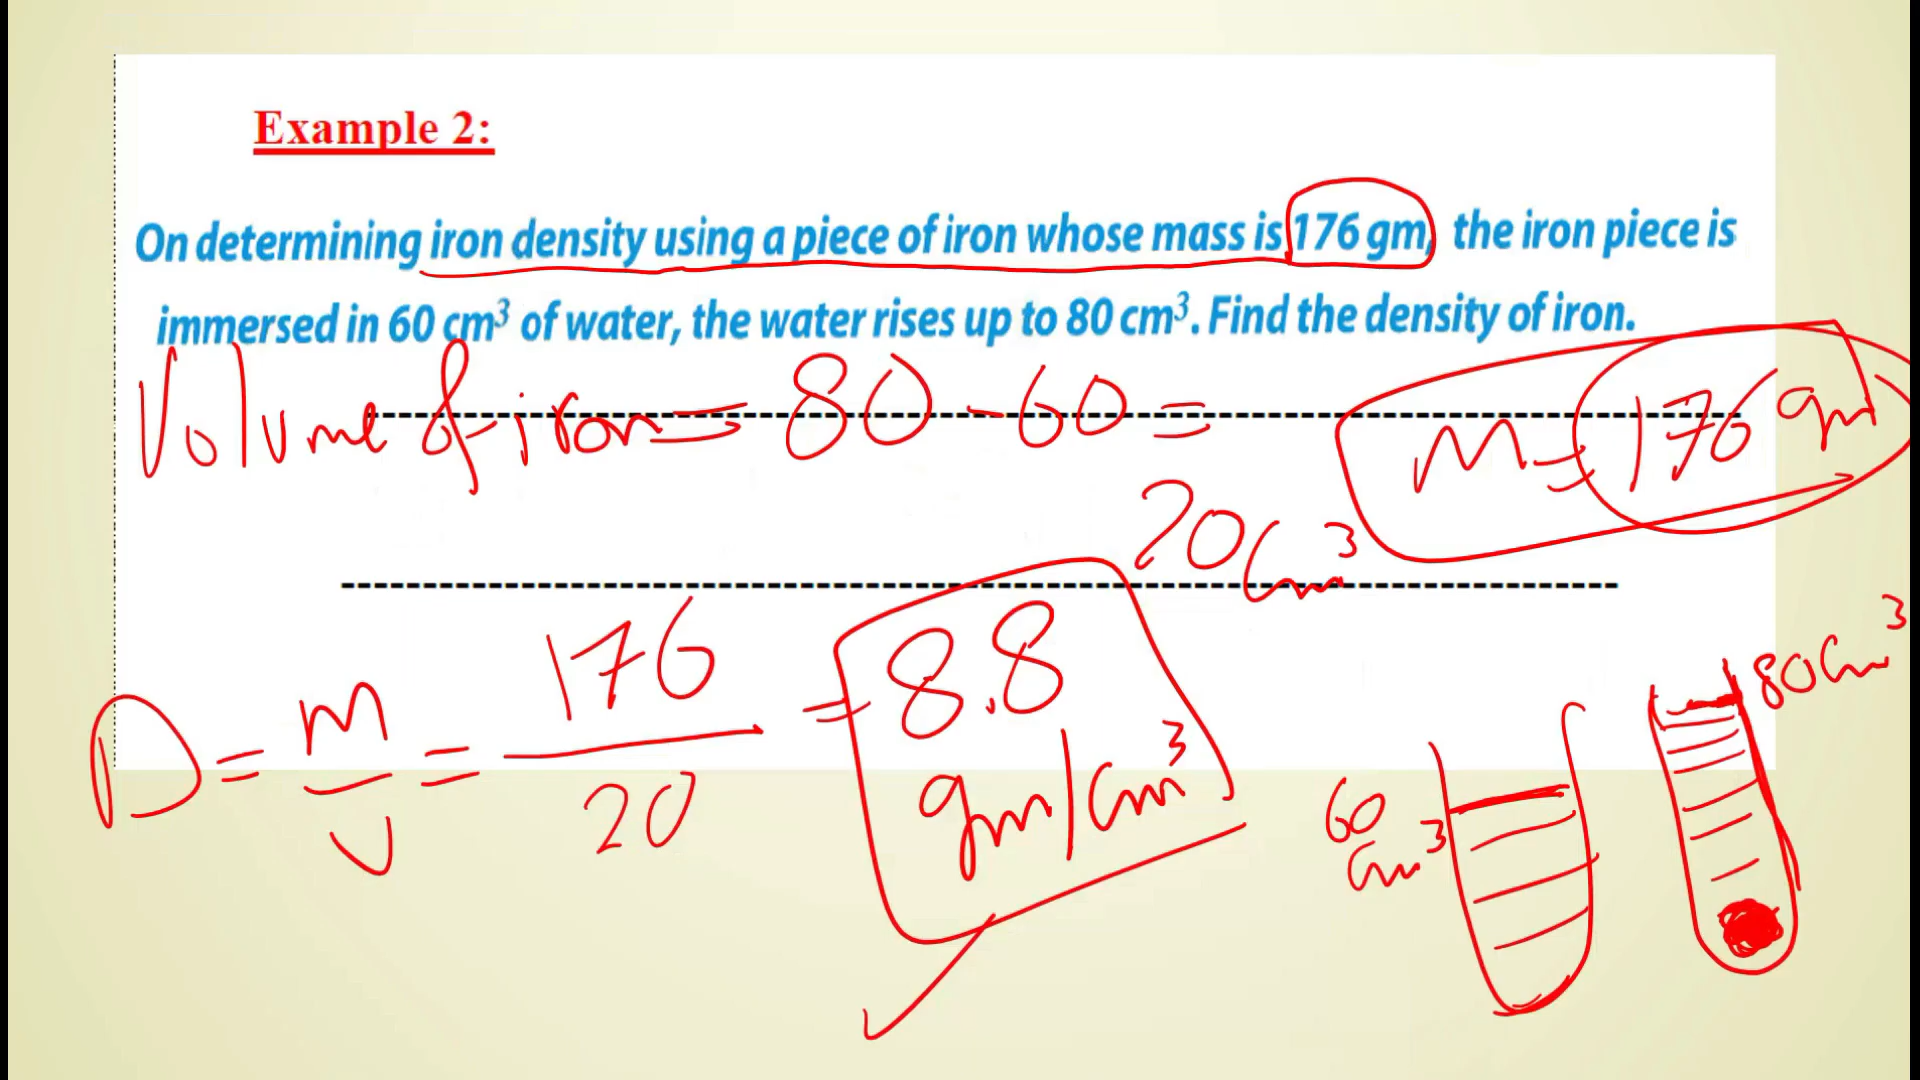 Example 2:
On determining iron density using a piece of iron whose mass is 176 gm, the iron piece is
immersed in 60 cm³ of water, the water rises up to 80 cm³. Find the density of iron.
Volume of iron = 80 - 60 =
20 cm³
M = 176 gm
D = m/v = 176/20 = 8.8
gm/cm³
60
cm³
80 cm³